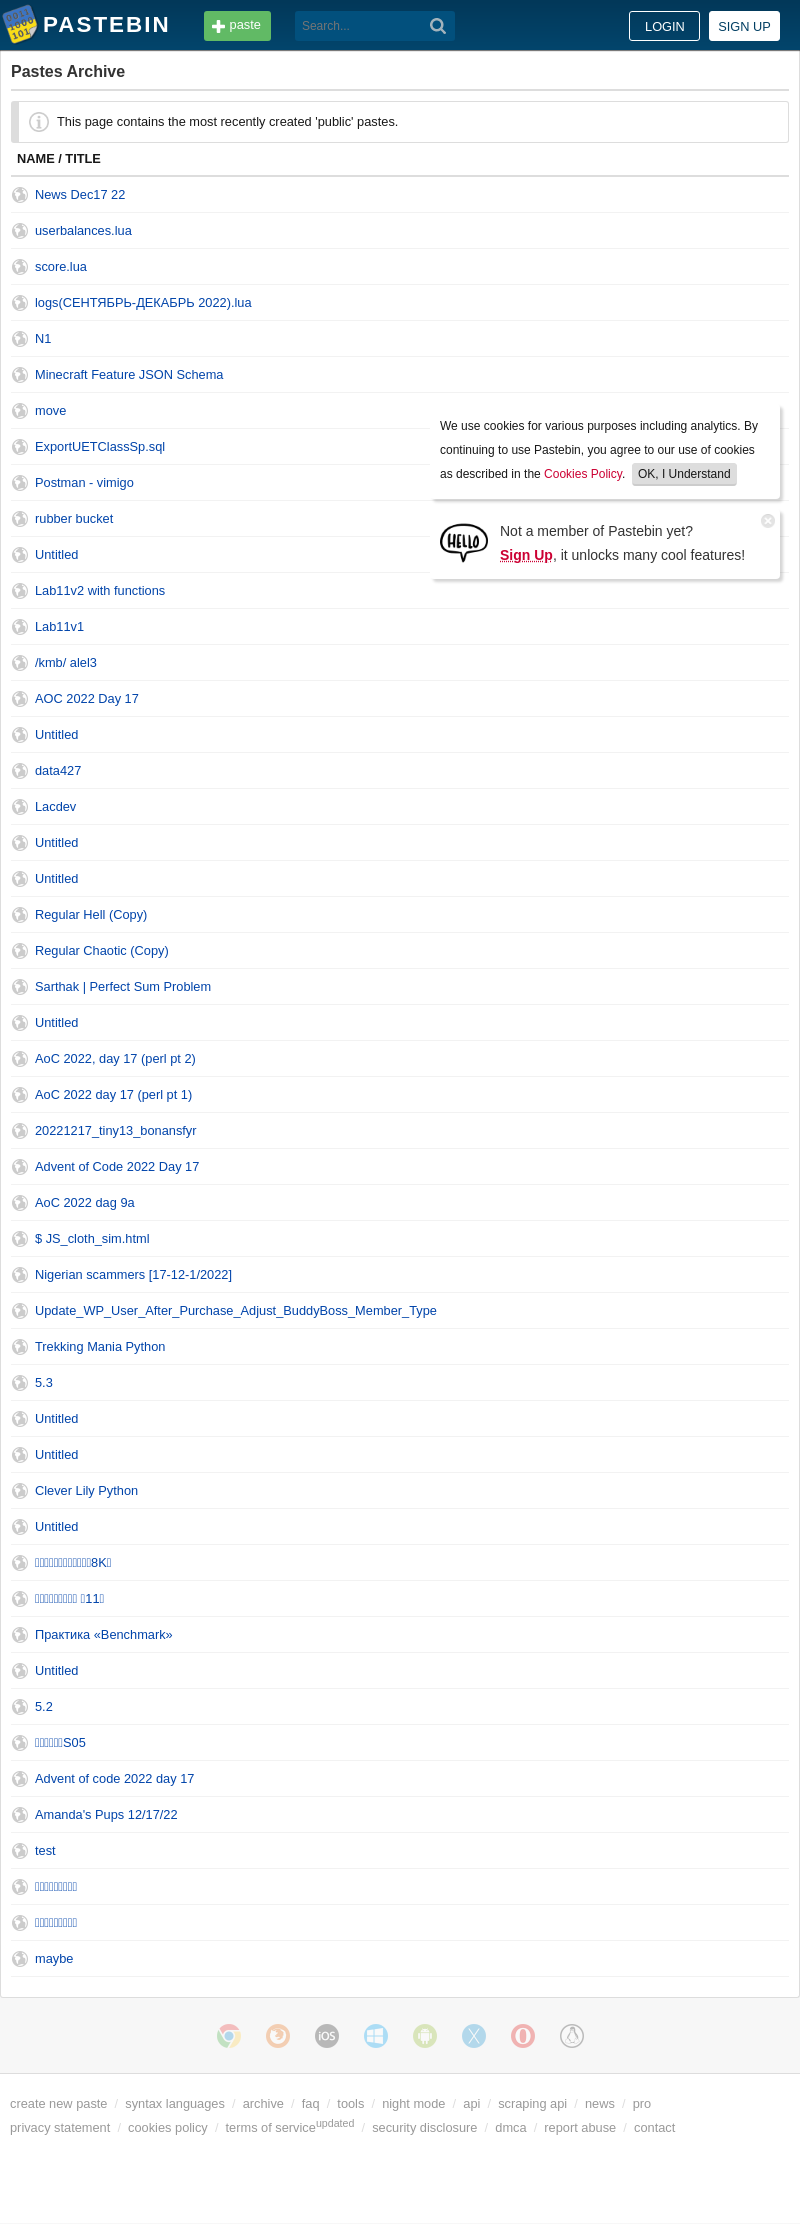 PASTEBIN
paste
Search...
LOGIN
SIGN UP
Pastes Archive
This page contains the most recently created 'public' pastes.
NAME / TITLE
News Dec17 22
userbalances.lua
score.lua
logs(СЕНТЯБРЬ-ДЕКАБРЬ 2022).lua
N1
Minecraft Feature JSON Schema
move
ExportUETClassSp.sql
Postman - vimigo
rubber bucket
Untitled
We use cookies for various purposes including analytics. By
continuing to use Pastebin, you agree to our use of cookies
as described in the Cookies Policy. OK, I Understand
HELLO
Not a member of Pastebin yet?
Sign Up, it unlocks many cool features!
Lab11v2 with functions
Lab11v1
/kmb/ alel3
AOC 2022 Day 17
Untitled
data427
Lacdev
Untitled
Untitled
Regular Hell (Copy)
Regular Chaotic (Copy)
Sarthak | Perfect Sum Problem
Untitled
AoC 2022, day 17 (perl pt 2)
AoC 2022 day 17 (perl pt 1)
20221217_tiny13_bonansfyr
Advent of Code 2022 Day 17
AoC 2022 dag 9a
$ JS_cloth_sim.html
Nigerian scammers [17-12-1/2022]
Update_WP_User_After_Purchase_Adjust_BuddyBoss_Member_Type
Trekking Mania Python
5.3
Untitled
Untitled
Clever Lily Python
Untitled
8K
11
Практика «Benchmark»
Untitled
5.2
S05
Advent of code 2022 day 17
Amanda's Pups 12/17/22
test
maybe
iOS
create new paste / syntax languages / archive / faq / tools / night mode / api / scraping api / news / pro
privacy statement / cookies policy / terms of serviceupdated / security disclosure / dmca / report abuse / contact